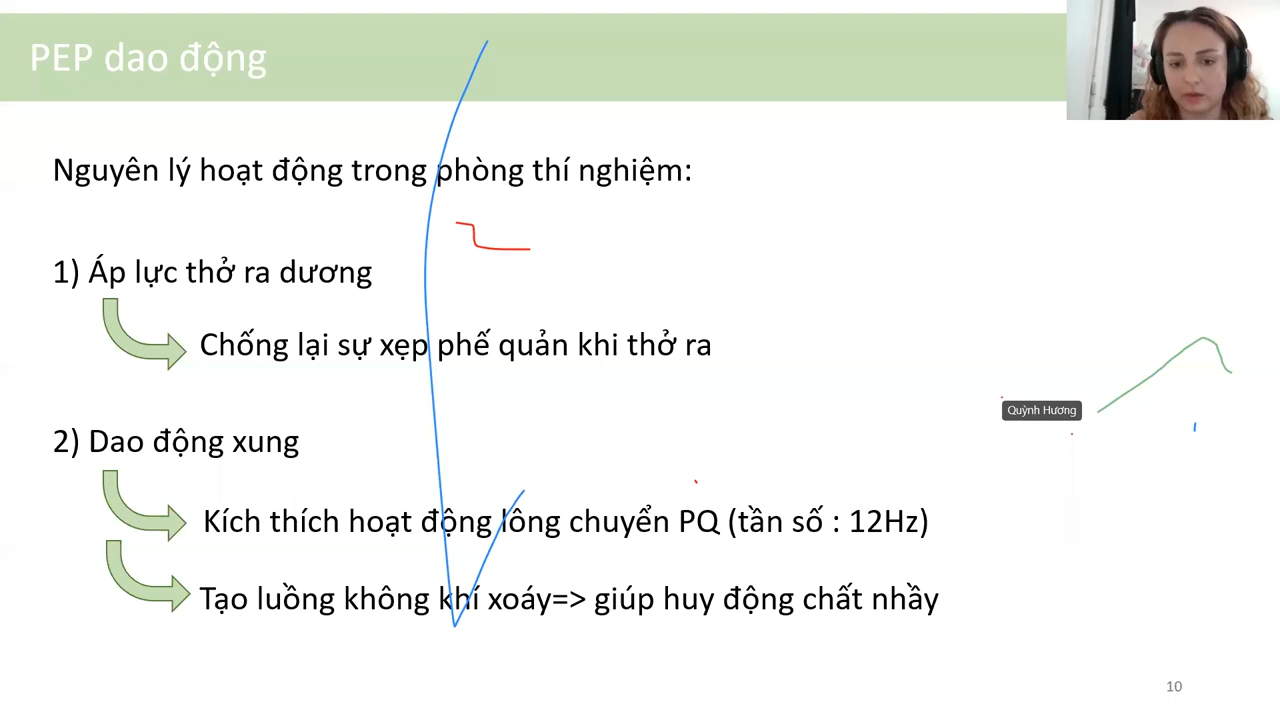 PEP dao động
Nguyên lý hoạt động trong phòng thí nghiệm:
1) Áp lực thở ra dương
Chống lại sự xẹp phế quản khi thở ra
Quỳnh Hương
2) Dao động xung
Kích thích hoạt động lông chuyển PQ (tần số : 12Hz)
Tạo luồng không khí xoáy=> giúp huy động chất nhầy
10